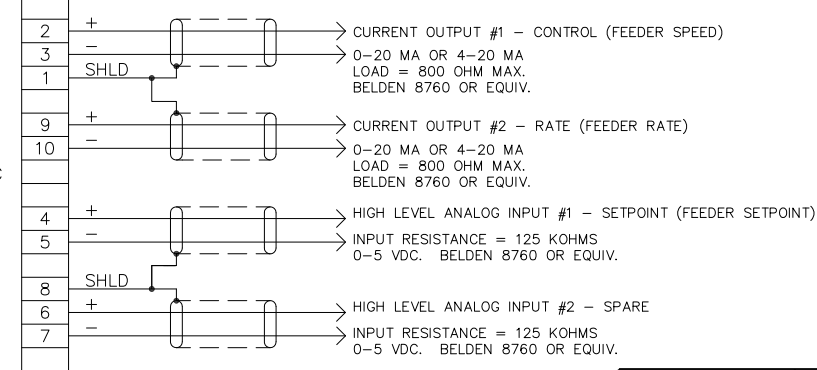 2 + CURRENT OUTPUT #1 – CONTROL (FEEDER SPEED)
3 – 0–20 MA OR 4–20 MA
LOAD = 800 OHM MAX.
1 SHLD
BELDEN 8760 OR EQUIV.
9 + CURRENT OUTPUT #2 – RATE (FEEDER RATE)
10 – 0–20 MA OR 4–20 MA
LOAD = 800 OHM MAX.
BELDEN 8760 OR EQUIV.
4 + HIGH LEVEL ANALOG INPUT #1 – SETPOINT (FEEDER SETPOINT)
5 – INPUT RESISTANCE = 125 KOHMS
0–5 VDC. BELDEN 8760 OR EQUIV.
8 SHLD
6 + HIGH LEVEL ANALOG INPUT #2 – SPARE
7 – INPUT RESISTANCE = 125 KOHMS
0–5 VDC. BELDEN 8760 OR EQUIV.